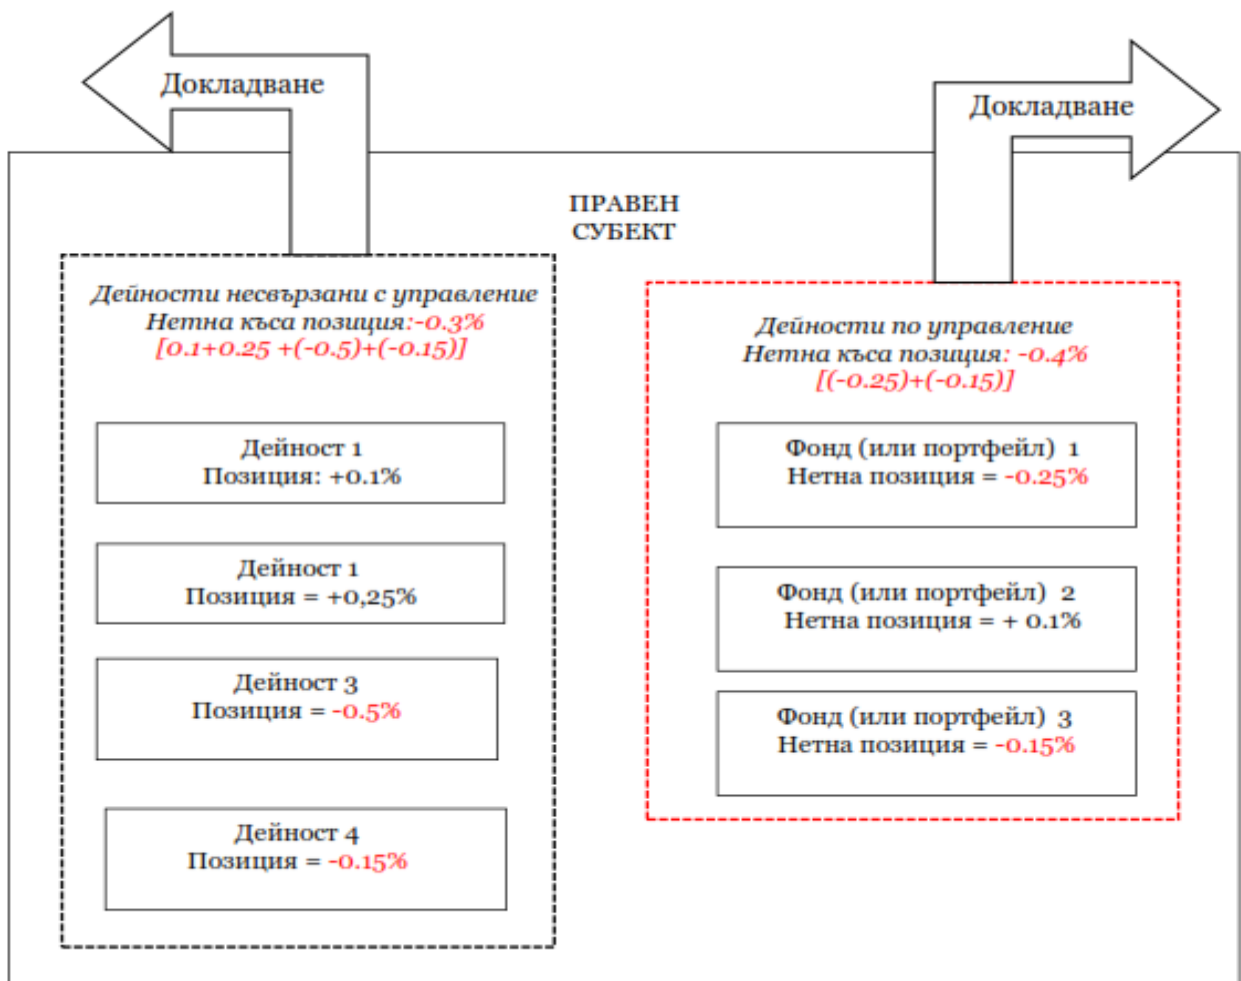 Докладване
Докладване
ПРАВЕН
СУБЕКТ
Дейности несвързани с управление
Нетна къса позиция:-0.3%
[0.1+0.25 +(-0.5)+(-0.15)]
Дейност 1
Позиция: +0.1%
Дейност 1
Позиция = +0,25%
Дейност 3
Позиция = -0.5%
Дейност 4
Позиция = -0.15%
Дейности по управление
Нетна къса позиция: -0.4%
[(-0.25)+(-0.15)]
Фонд (или портфейл) 1
Нетна позиция = -0.25%
Фонд (или портфейл) 2
Нетна позиция = + 0.1%
Фонд (или портфейл) 3
Нетна позиция = -0.15%